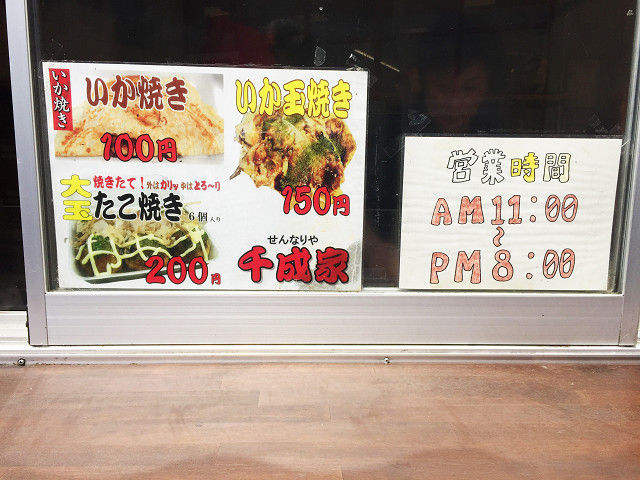 いか焼き
いか焼き
100円
いか玉焼き
150円
大玉
焼きたて!外はカリッ中はとろ〜り
たこ焼き 6個入り
200円
せんなりや
千成家
営業時間
AM11:00
〜
PM8:00